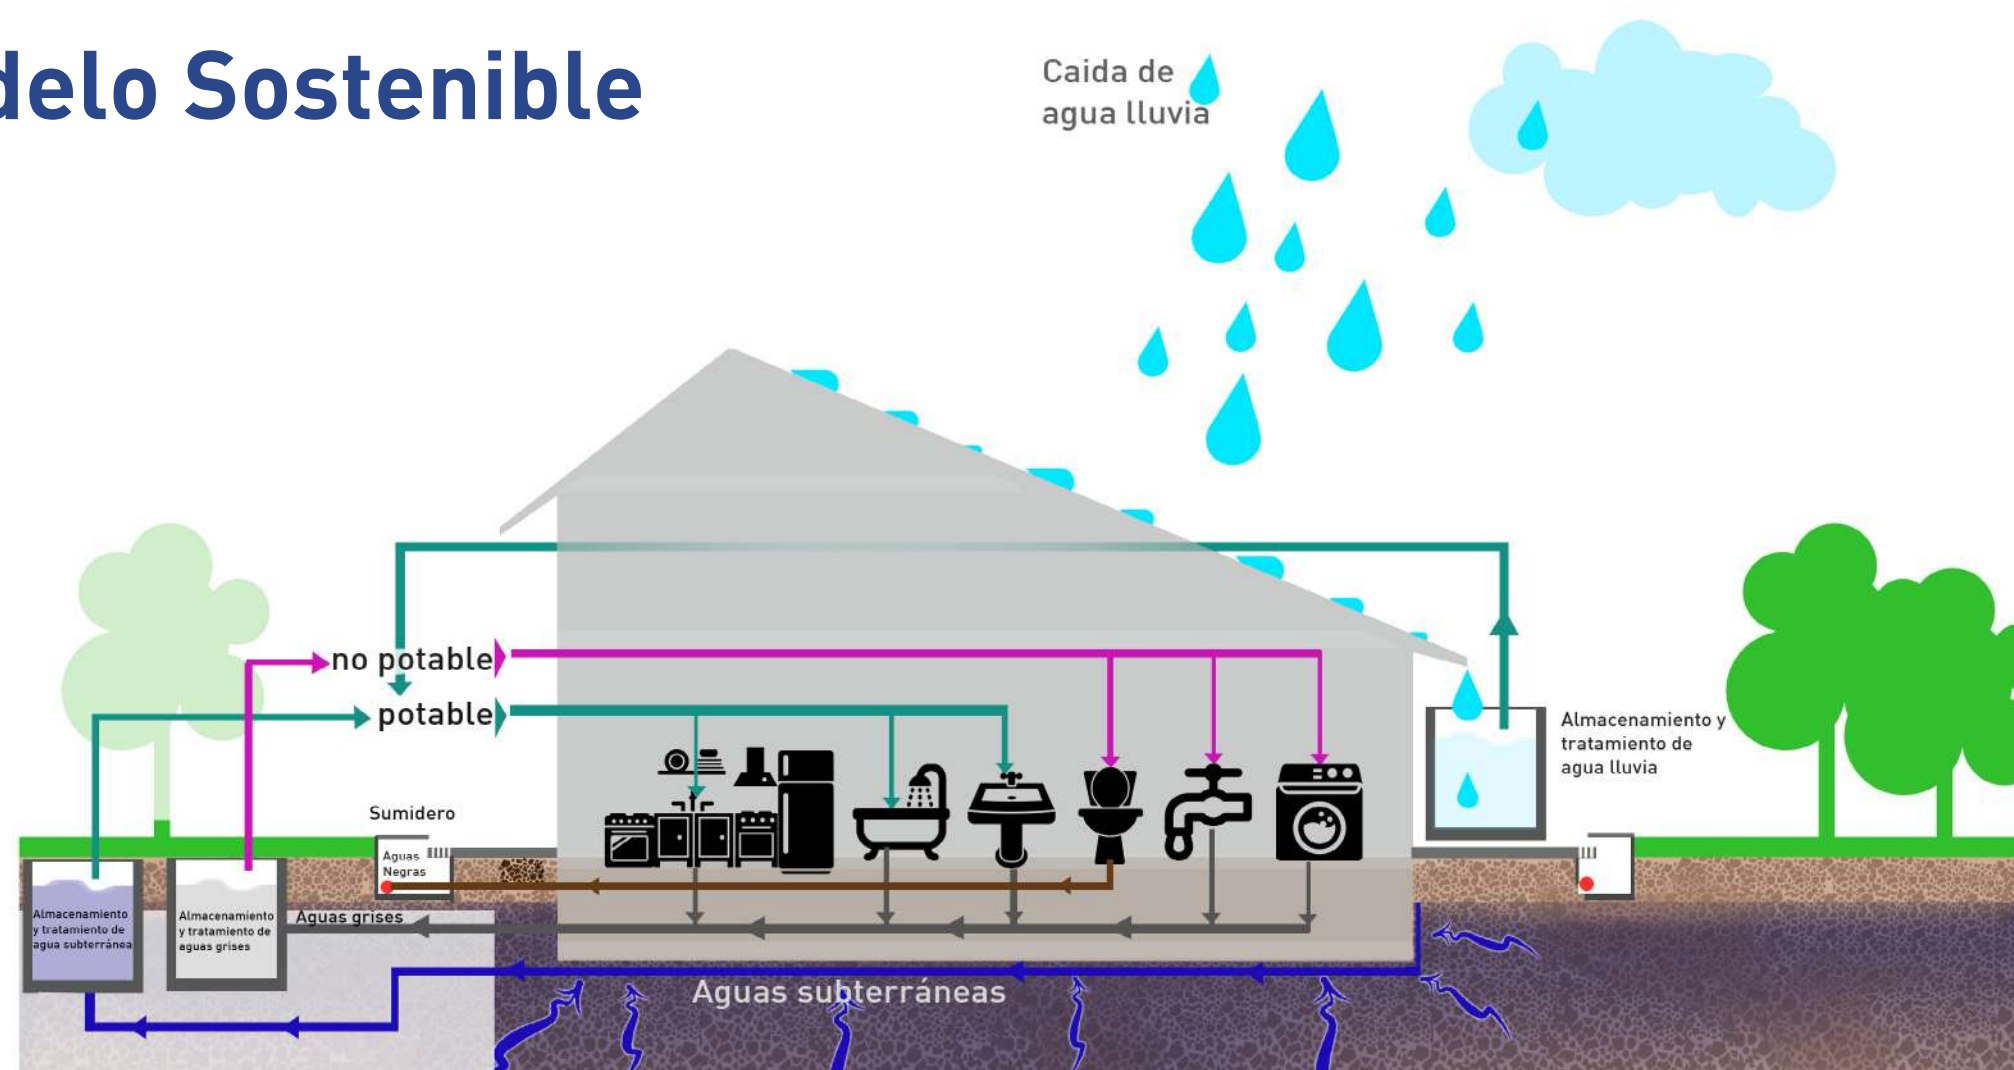 delo Sostenible
Caida de
agua lluvia
no potable
potable
Almacenamiento y
tratamiento de
agua lluvia
Sumidero
Aguas
Negras
Almacenamiento
y tratamiento de
agua subterránea
Almacenamiento
y tratamiento de
aguas grises
Aguas grises
Aguas subterráneas